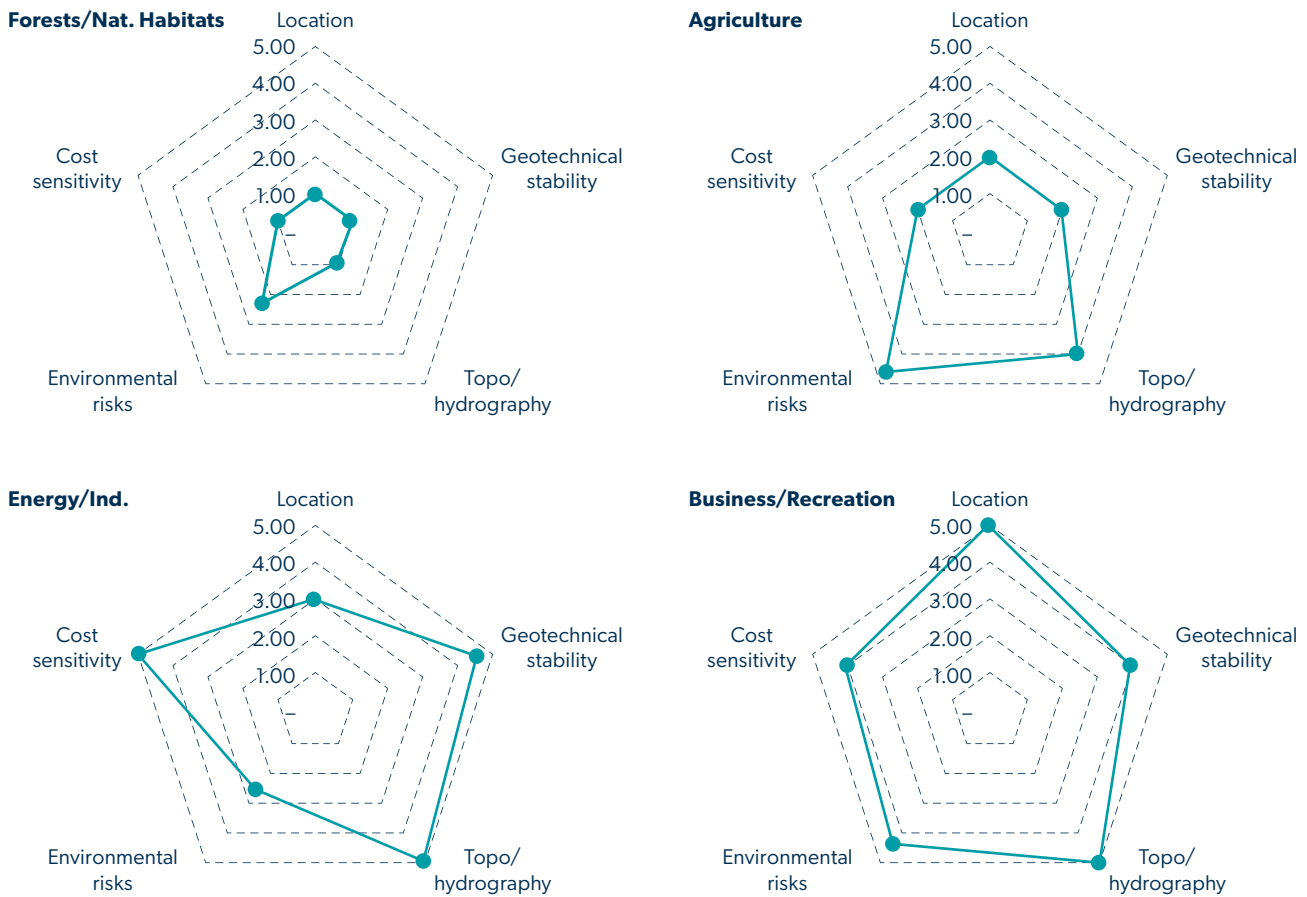 Forests/Nat. Habitats
Location
5.00
4.00
3.00
2.00
1.00
–
Cost
sensitivity
Geotechnical
stability
Environmental
risks
Topo/
hydrography
Agriculture
Location
5.00
4.00
3.00
2.00
1.00
–
Cost
sensitivity
Geotechnical
stability
Environmental
risks
Topo/
hydrography
Energy/Ind.
Location
5.00
4.00
3.00
2.00
1.00
–
Cost
sensitivity
Geotechnical
stability
Environmental
risks
Topo/
hydrography
Business/Recreation
Location
5.00
4.00
3.00
2.00
1.00
–
Cost
sensitivity
Geotechnical
stability
Environmental
risks
Topo/
hydrography